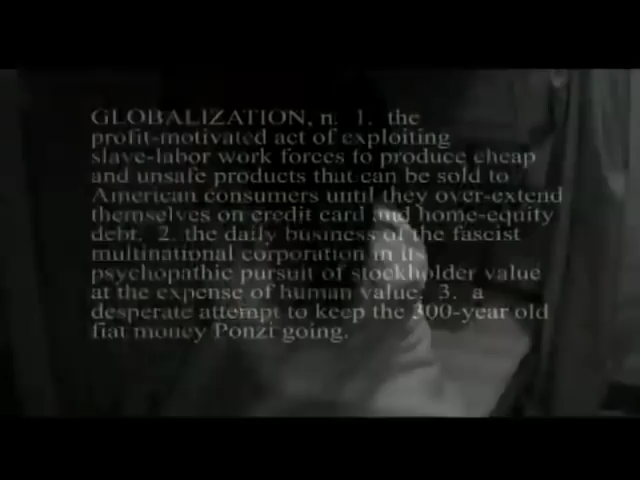 GLOBALIZATION, n.  1.  the
profit-motivated act of exploiting
slave-labor work forces to produce cheap
and unsafe products that can be sold to
American consumers until they over-extend
themselves on credit card and home-equity
debt.  2.  the daily business of the fascist
multinational corporation in its
psychopathic pursuit of stockholder value
at the expense of human value.  3.  a
desperate attempt to keep the 300-year old
fiat money Ponzi going.